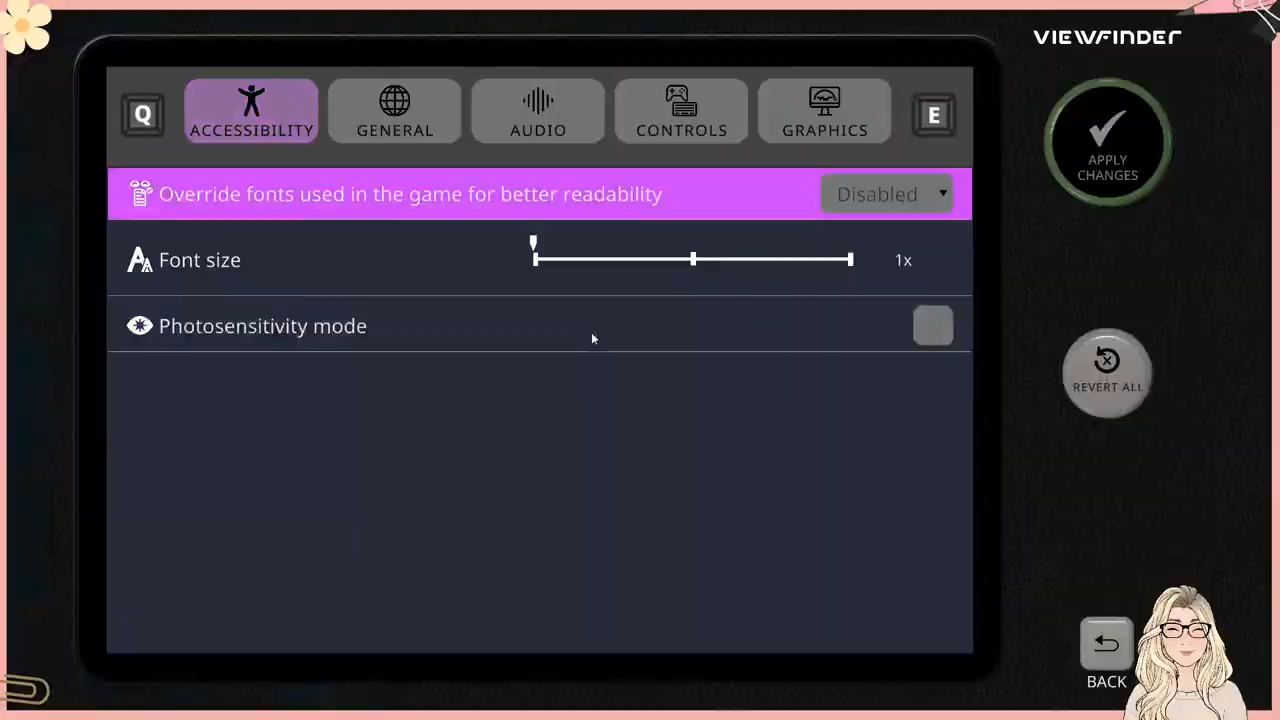 VIEWFINDER
Q
ACCESSIBILITY
GENERAL
AUDIO
CONTROLS
GRAPHICS
E
APPLY
CHANGES
Override fonts used in the game for better readability
Disabled
Font size
1x
Photosensitivity mode
REVERT ALL
BACK